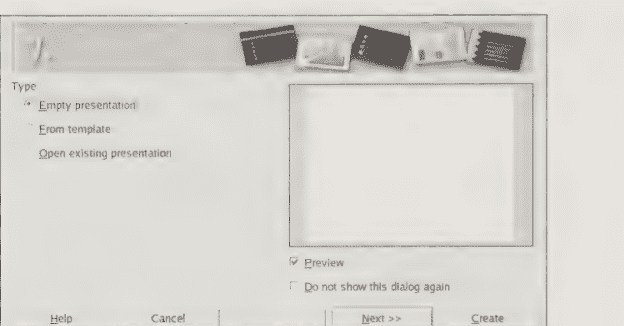 Type
Empty presentation
From template
Open existing presentation
Preview
Do not show this dialog again
Help Cancel Next >> Create